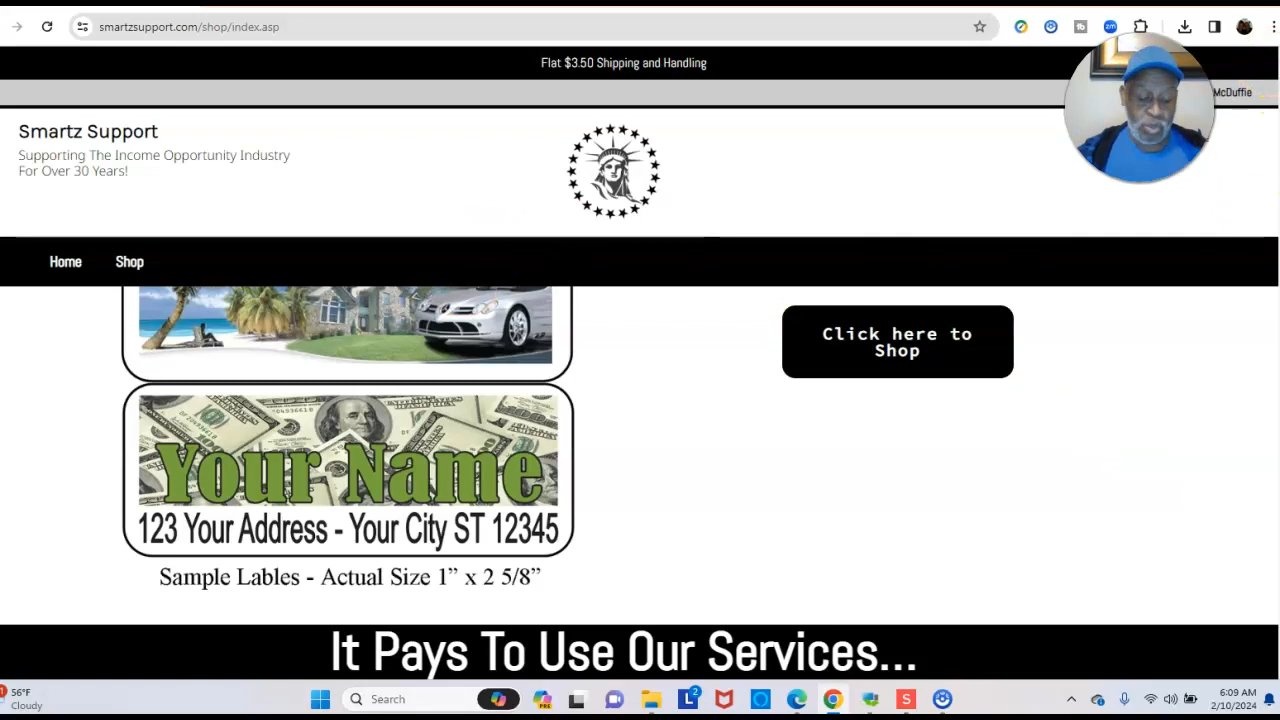 smartzsupport.com/shop/index.asp
Flat $3.50 Shipping and Handling
McDuffie
Smartz Support
Supporting The Income Opportunity Industry
For Over 30 Years!
Home Shop
Click here to
Shop
Your Name
123 Your Address - Your City ST 12345
Sample Lables - Actual Size 1” x 2 5/8”
It Pays To Use Our Services...
56°F
Cloudy
Search
6:09 AM
2/10/2024